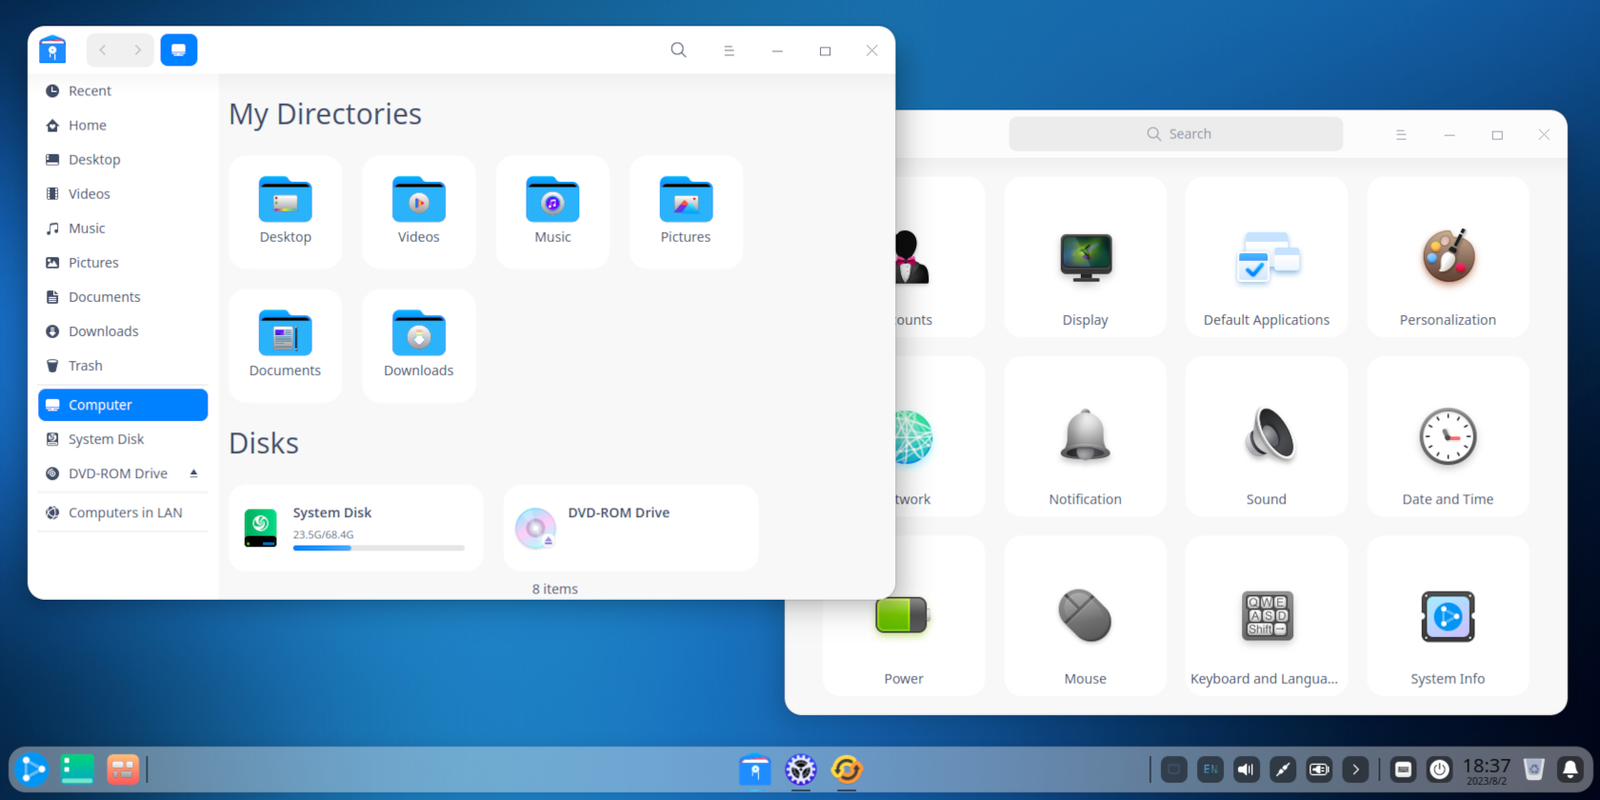 Recent
Home
Desktop
Videos
Music
Pictures
Documents
Downloads
Trash
Computer
System Disk
DVD-ROM Drive
Computers in LAN
My Directories
Desktop
Videos
Music
Pictures
Documents
Downloads
Disks
System Disk
23.5G/68.4G
DVD-ROM Drive
8 items
Search
ounts
Display
Default Applications
Personalization
twork
Notification
Sound
Date and Time
Power
Mouse
QWE
ASD
Shift
Keyboard and Langua...
System Info
EN
18:37
2023/8/2